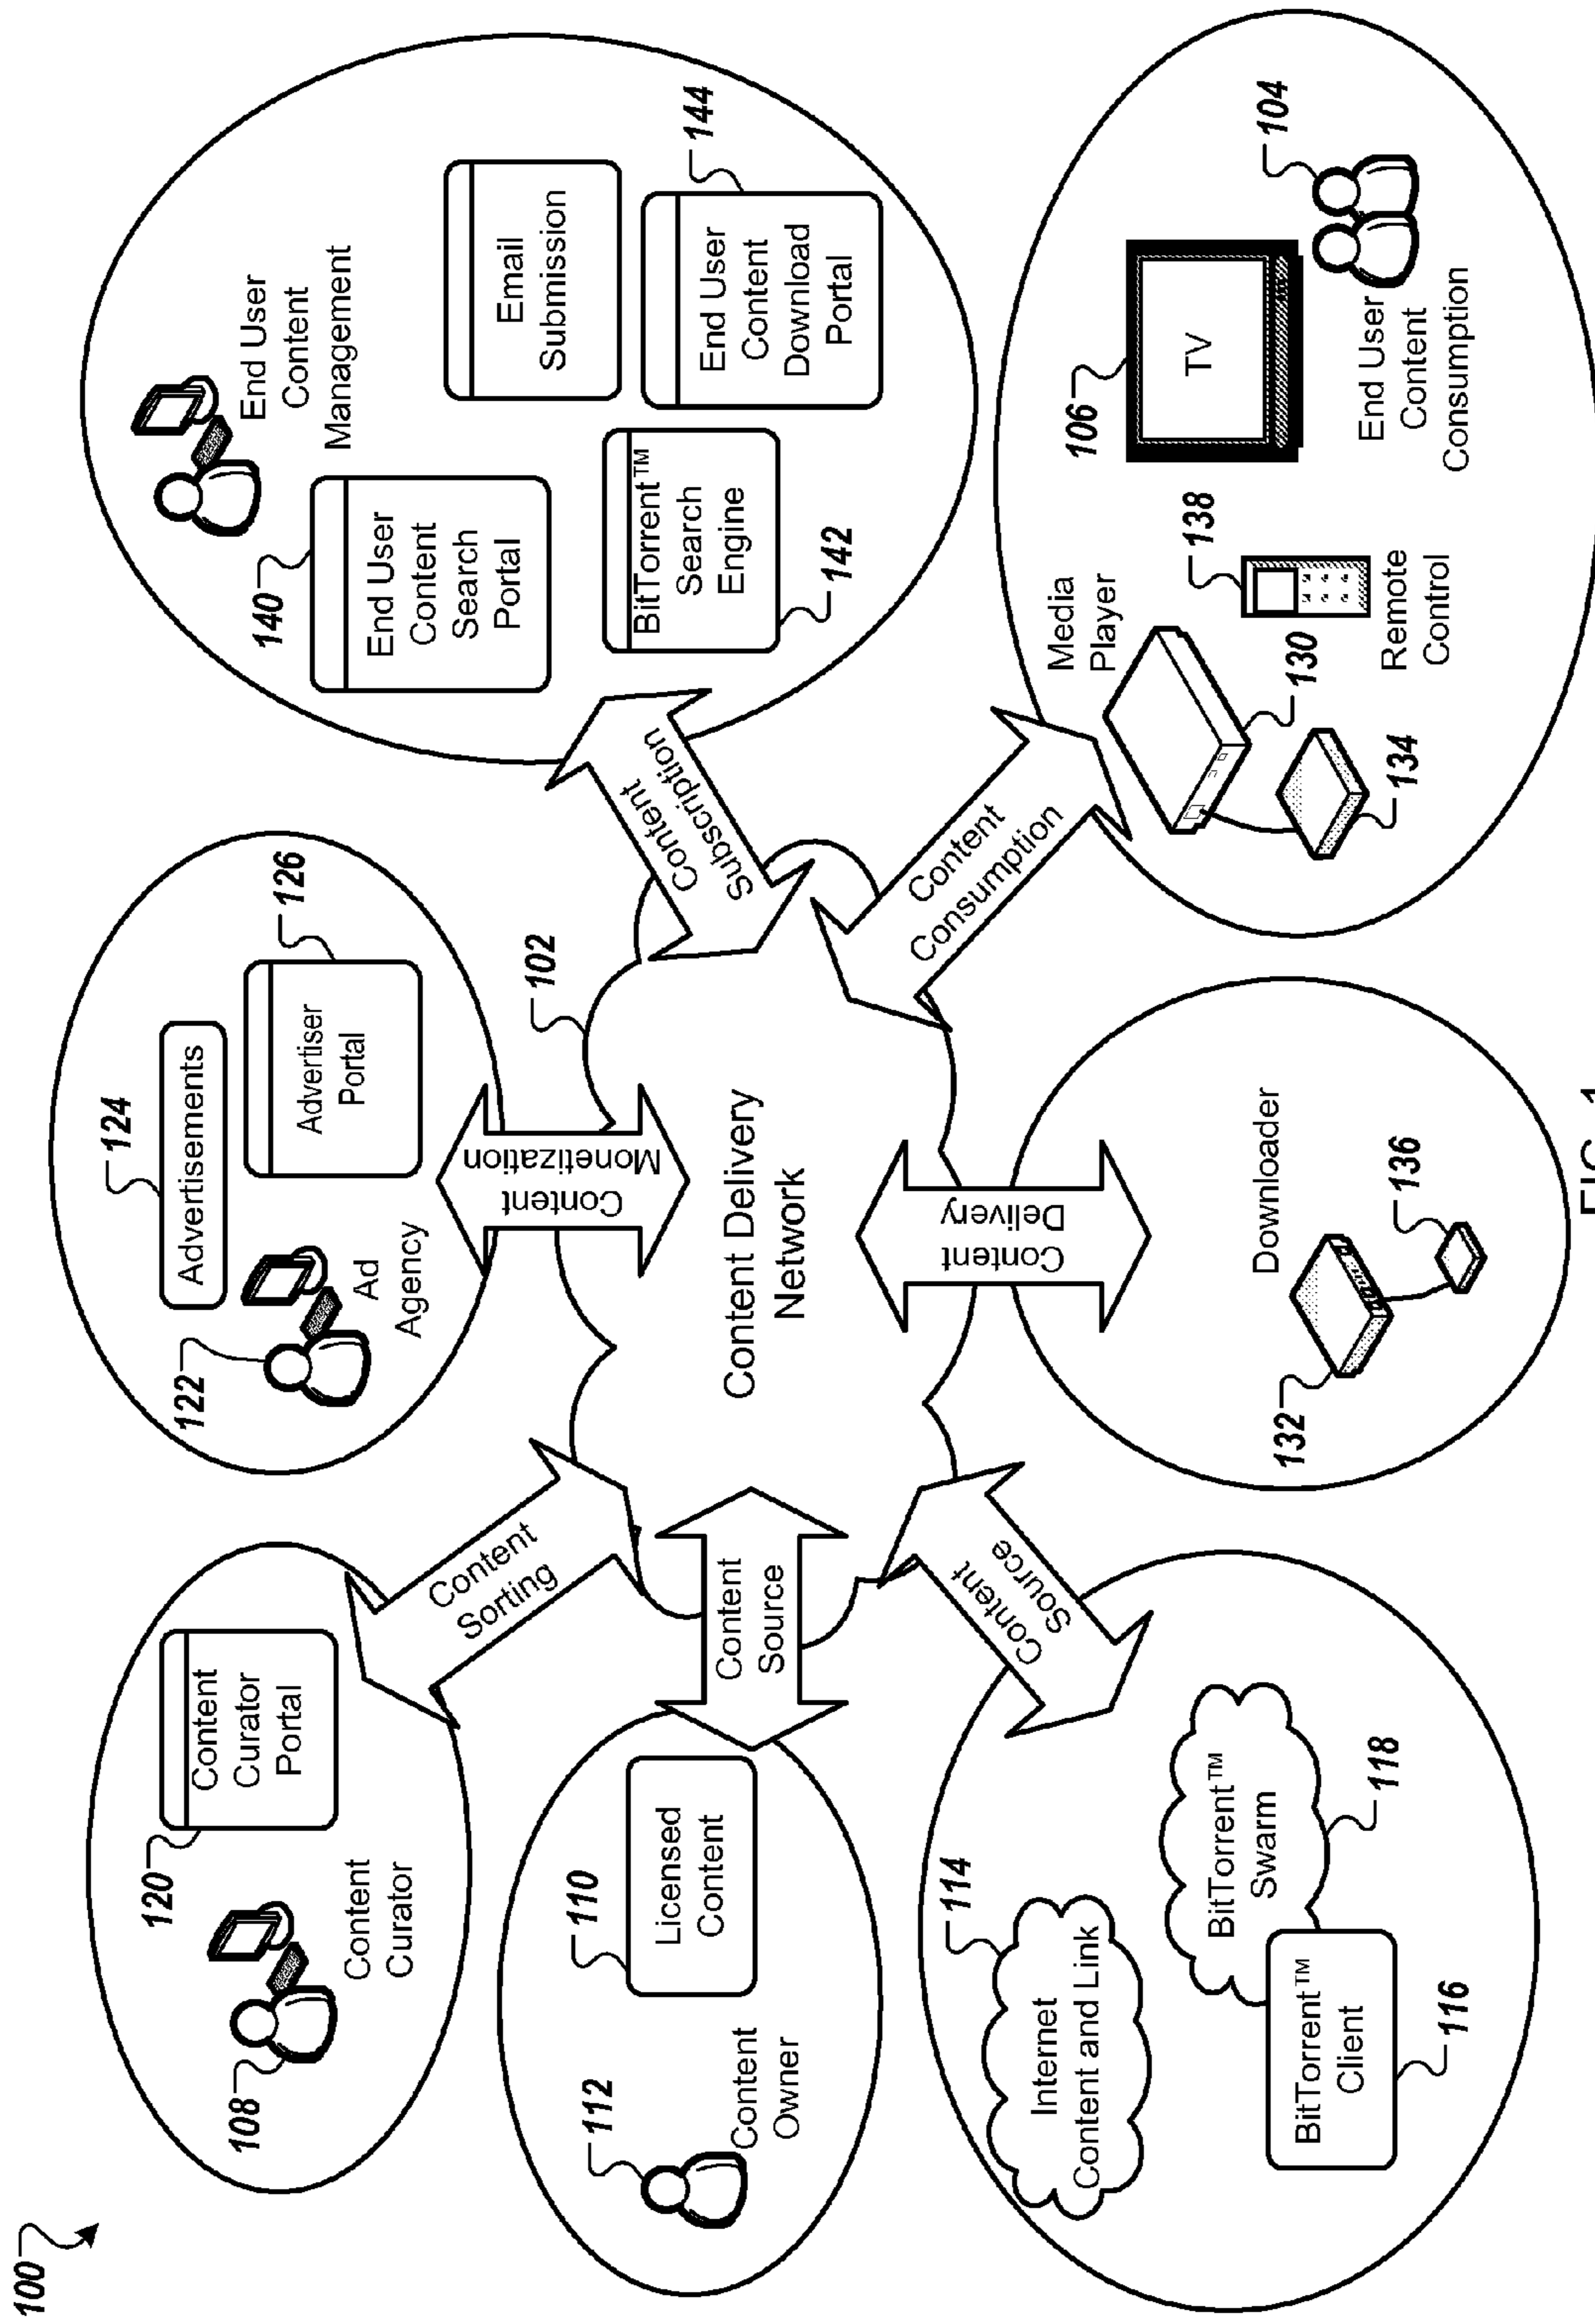 100
108
120
Content
Curator
Portal
Content
Curator
Content
Sorting
112
110
Licensed
Content
Content
Owner
Content
Source
114
Internet
Content and Link
BitTorrent™
Swarm
118
BitTorrent™
Client
116
Content
Source
122
124
Advertisements
126
Advertiser
Portal
Ad
Agency
Content
Monetization
102
Content Delivery
Network
Content
Delivery
Downloader
132
136
Content
Subscription
End User
Content
Management
140
End User
Content
Search
Portal
Email
Submission
BitTorrent™
Search
Engine
142
144
End User
Content
Download
Portal
Content
Consumption
Media
Player
130
134
138
Remote
Control
106
TV
104
End User
Content
Consumption
FIG. 1